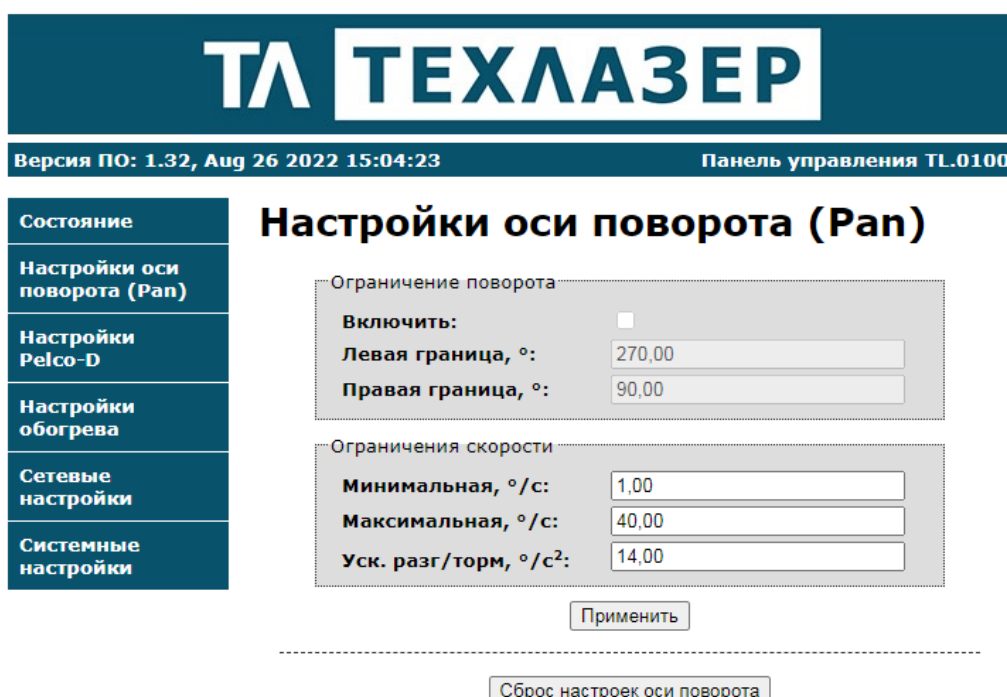 ТЛ ТЕХЛАЗЕР
Версия ПО: 1.32, Aug 26 2022 15:04:23 Панель управления TL.0100
Состояние
Настройки оси
поворота (Pan)
Настройки
Pelco-D
Настройки
обогрева
Сетевые
настройки
Системные
настройки
Настройки оси поворота (Pan)
Ограничение поворота
Включить:
Левая граница, °: 270,00
Правая граница, °: 90,00
Ограничения скорости
Минимальная, °/с: 1,00
Максимальная, °/с: 40,00
Уск. разг/торм, °/с²: 14,00
Применить
Сброс настроек оси поворота